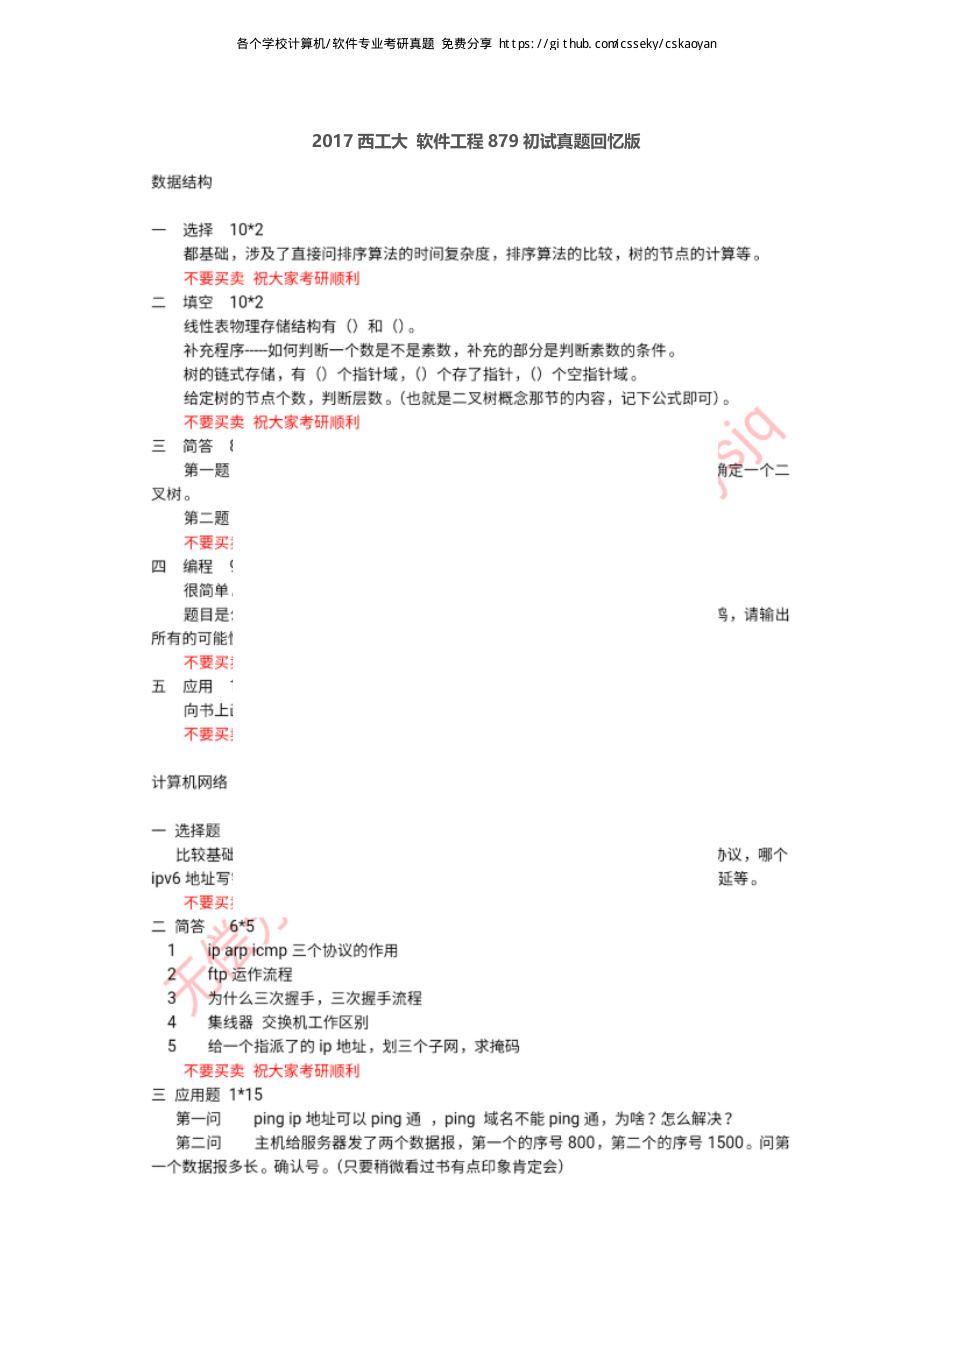 各个学校计算机/软件专业考研真题 免费分享 https://github.com/csseky/cskaoyan
2017 西工大 软件工程 879 初试真题回忆版
数据结构
一 选择 10*2
都基础，涉及了直接问排序算法的时间复杂度，排序算法的比较，树的节点的计算等。
不要买卖 祝大家考研顺利
二 填空 10*2
线性表物理存储结构有（）和（）。
补充程序-----如何判断一个数是不是素数，补充的部分是判断素数的条件。
树的链式存储，有（）个指针域，（）个存了指针，（）个空指针域。
给定树的节点个数，判断层数。（也就是二叉树概念那节的内容，记下公式即可）。
不要买卖 祝大家考研顺利
三 简答
第一题 定一个二
叉树。
第二题
不要买
四 编程
很简单
题目是 ，请输出
所有的可能
不要买
五 应用
向书上
不要买
计算机网络
一 选择题
比较基础 议，哪个
ipv6 地址写 延等。
不要买
二 简答 6*5
1 ip arp icmp 三个协议的作用
2 ftp 运作流程
3 为什么三次握手，三次握手流程
4 集线器 交换机工作区别
5 给一个指派了的 ip 地址，划三个子网，求掩码
不要买卖 祝大家考研顺利
三 应用题 1*15
第一问 ping ip 地址可以 ping 通 ，ping 域名不能 ping 通，为啥？怎么解决？
第二问 主机给服务器发了两个数据报，第一个的序号 800，第二个的序号 1500。问第
一个数据报多长。确认号。（只要稍微看过书有点印象肯定会）